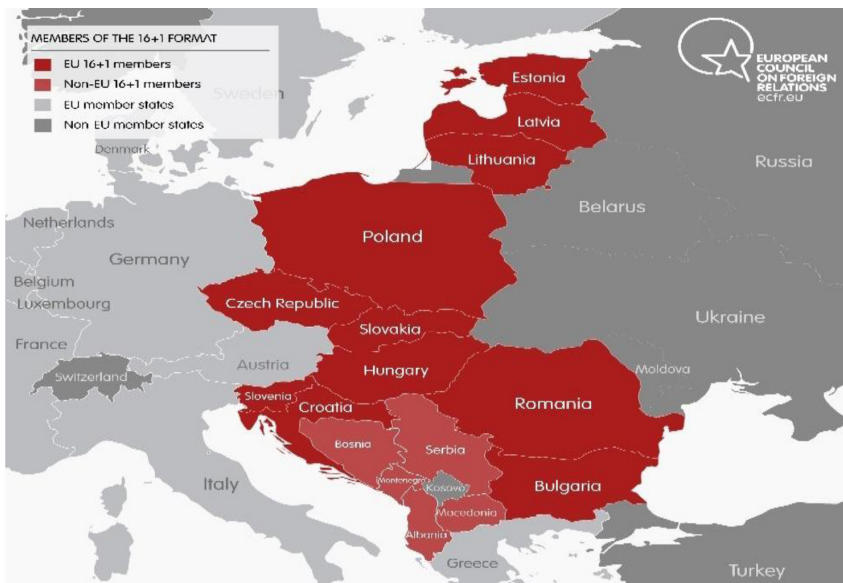 MEMBERS OF THE 16+1 FORMAT
EU 16+1 members
Non-EU 16+1 members
EU member states
Non-EU member states
EUROPEAN
COUNCIL
ON FOREIGN
RELATIONS
ecfr.eu
Sweden
Estonia
Latvia
Denmark
Lithuania
Russia
Belarus
Netherlands
Poland
Germany
Belgium
Luxembourg
Czech Republic
Ukraine
Slovakia
France
Austria
Moldova
Switzerland
Hungary
Slovenia
Romania
Croatia
Bosnia
Serbia
Italy
Montenegro
Kosovo
Bulgaria
Macedonia
Albania
Greece
Turkey